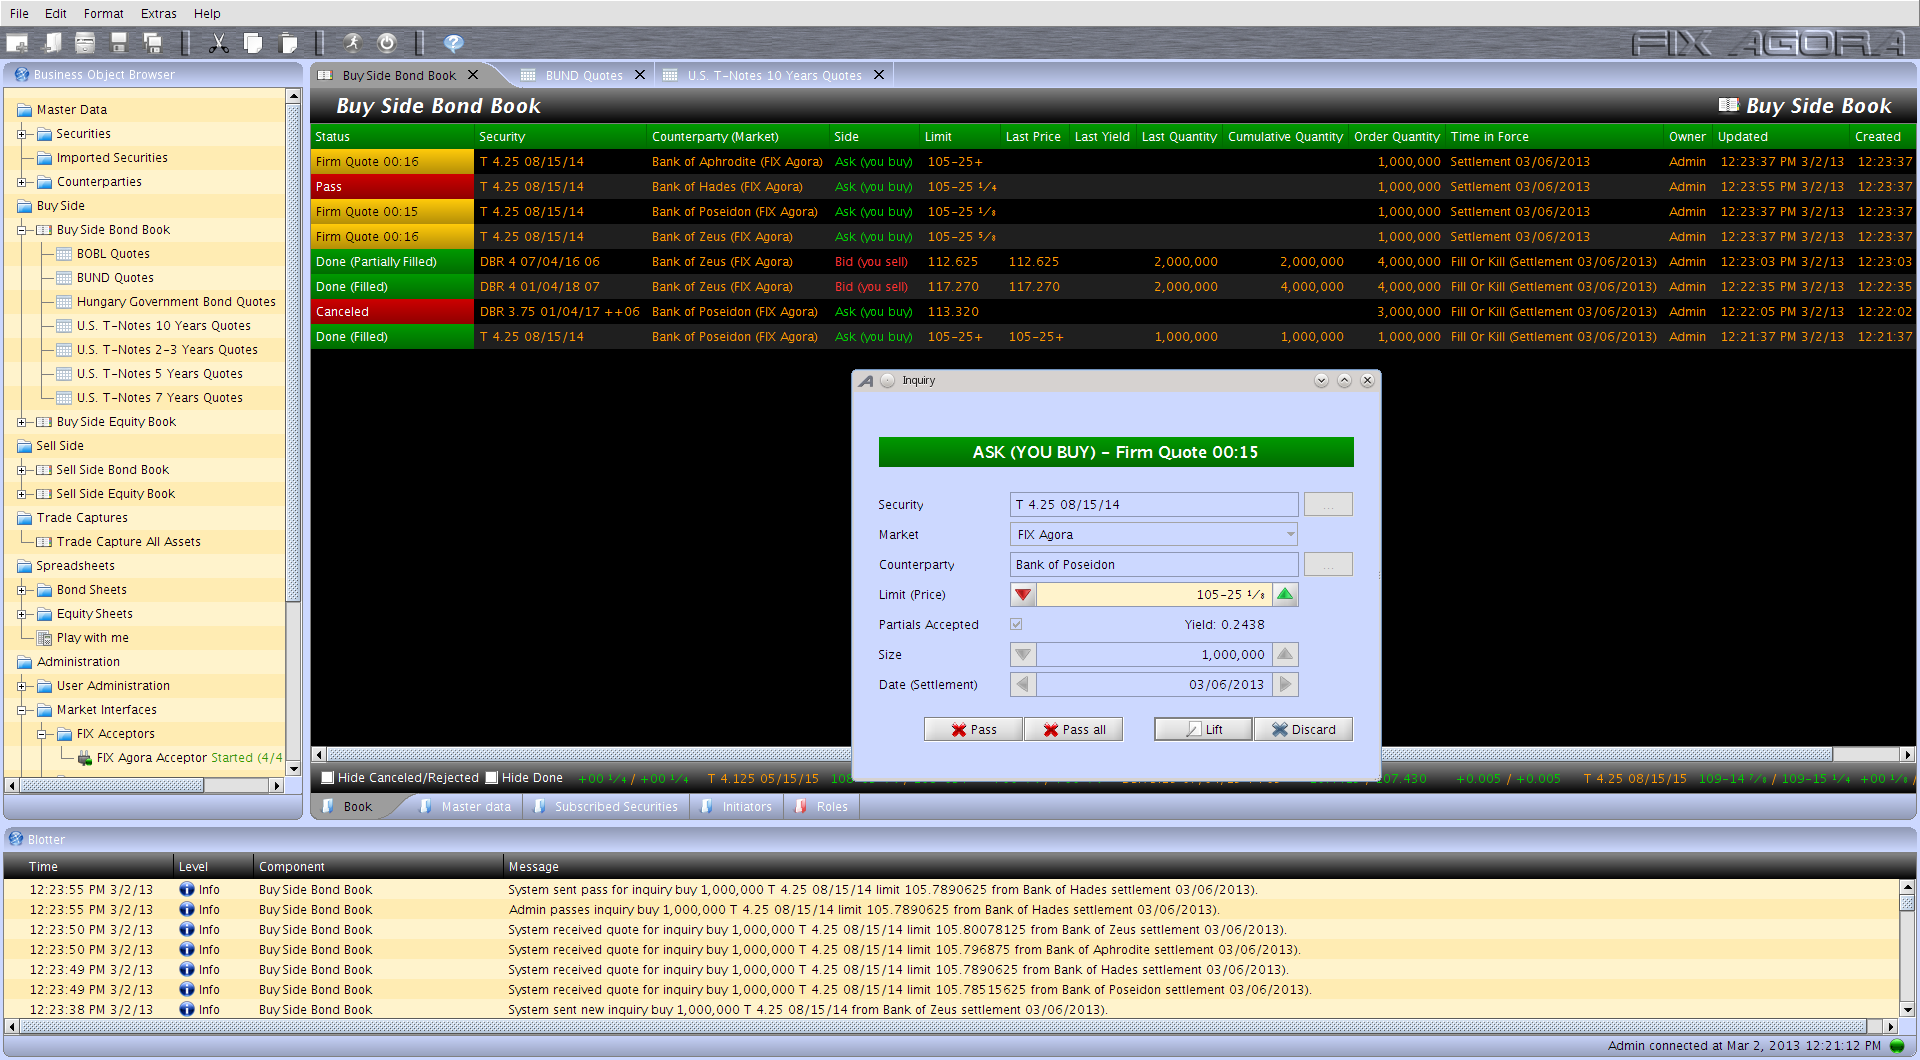 File Edit Format Extras Help
FIX AGORA
Business Object Browser
Master Data
Securities
Imported Securities
Counterparties
Buy Side
Buy Side Bond Book
BOBL Quotes
BUND Quotes
Hungary Government Bond Quotes
U.S. T-Notes 10 Years Quotes
U.S. T-Notes 2-3 Years Quotes
U.S. T-Notes 5 Years Quotes
U.S. T-Notes 7 Years Quotes
Buy Side Equity Book
Sell Side
Sell Side Bond Book
Sell Side Equity Book
Trade Captures
Trade Capture All Assets
Spreadsheets
Bond Sheets
Equity Sheets
Play with me
Administration
User Administration
Market Interfaces
FIX Acceptors
FIX Agora Acceptor Started (4/4
Buy Side Bond Book BUND Quotes U.S. T-Notes 10 Years Quotes
Buy Side Bond Book Buy Side Book
Status Security Counterparty (Market) Side Limit Last Price Last Yield Last Quantity Cumulative Quantity Order Quantity Time in Force Owner Updated Created
Firm Quote 00:16 T 4.25 08/15/14 Bank of Aphrodite (FIX Agora) Ask (you buy) 105-25+ 1,000,000 Settlement 03/06/2013 Admin 12:23:37 PM 3/2/13 12:23:37
Pass T 4.25 08/15/14 Bank of Hades (FIX Agora) Ask (you buy) 105-25 ¼ 1,000,000 Settlement 03/06/2013 Admin 12:23:55 PM 3/2/13 12:23:37
Firm Quote 00:15 T 4.25 08/15/14 Bank of Poseidon (FIX Agora) Ask (you buy) 105-25 ⅛ 1,000,000 Settlement 03/06/2013 Admin 12:23:37 PM 3/2/13 12:23:37
Firm Quote 00:16 T 4.25 08/15/14 Bank of Zeus (FIX Agora) Ask (you buy) 105-25 ⅝ 1,000,000 Settlement 03/06/2013 Admin 12:23:37 PM 3/2/13 12:23:37
Done (Partially Filled) DBR 4 07/04/16 06 Bank of Zeus (FIX Agora) Bid (you sell) 112.625 112.625 2,000,000 2,000,000 4,000,000 Fill Or Kill (Settlement 03/06/2013) Admin 12:23:03 PM 3/2/13 12:23:03
Done (Filled) DBR 4 01/04/18 07 Bank of Zeus (FIX Agora) Bid (you sell) 117.270 117.270 2,000,000 4,000,000 4,000,000 Fill Or Kill (Settlement 03/06/2013) Admin 12:22:35 PM 3/2/13 12:22:35
Canceled DBR 3.75 01/04/17 ++06 Bank of Poseidon (FIX Agora) Ask (you buy) 113.320 3,000,000 Fill Or Kill (Settlement 03/06/2013) Admin 12:22:05 PM 3/2/13 12:22:02
Done (Filled) T 4.25 08/15/14 Bank of Poseidon (FIX Agora) Ask (you buy) 105-25+ 105-25+ 1,000,000 1,000,000 1,000,000 Fill Or Kill (Settlement 03/06/2013) Admin 12:21:37 PM 3/2/13 12:21:37
Inquiry
ASK (YOU BUY) - Firm Quote 00:15
Security T 4.25 08/15/14 ...
Market FIX Agora
Counterparty Bank of Poseidon ...
Limit (Price) 105-25 ⅛
Partials Accepted Yield: 0.2438
Size 1,000,000
Date (Settlement) 03/06/2013
Pass Pass all Lift Discard
Hide Canceled/Rejected Hide Done +00 ¼ / +00 ¼ T 4.125 05/15/15 +0.005 / +0.005 T 4.25 08/15/15 109-14 ⅞ / 109-15 ¼ +00 ⅛ /
Book Master data Subscribed Securities Initiators Roles
Blotter
Time Level Component Message
12:23:55 PM 3/2/13 Info Buy Side Bond Book System sent pass for inquiry buy 1,000,000 T 4.25 08/15/14 limit 105.7890625 from Bank of Hades settlement 03/06/2013).
12:23:55 PM 3/2/13 Info Buy Side Bond Book Admin passes inquiry buy 1,000,000 T 4.25 08/15/14 limit 105.7890625 from Bank of Hades settlement 03/06/2013).
12:23:50 PM 3/2/13 Info Buy Side Bond Book System received quote for inquiry buy 1,000,000 T 4.25 08/15/14 limit 105.80078125 from Bank of Zeus settlement 03/06/2013).
12:23:50 PM 3/2/13 Info Buy Side Bond Book System received quote for inquiry buy 1,000,000 T 4.25 08/15/14 limit 105.796875 from Bank of Aphrodite settlement 03/06/2013).
12:23:49 PM 3/2/13 Info Buy Side Bond Book System received quote for inquiry buy 1,000,000 T 4.25 08/15/14 limit 105.7890625 from Bank of Hades settlement 03/06/2013).
12:23:49 PM 3/2/13 Info Buy Side Bond Book System received quote for inquiry buy 1,000,000 T 4.25 08/15/14 limit 105.78515625 from Bank of Poseidon settlement 03/06/2013).
12:23:38 PM 3/2/13 Info Buy Side Bond Book System sent new inquiry buy 1,000,000 T 4.25 08/15/14 from Bank of Zeus settlement 03/06/2013).
Admin connected at Mar 2, 2013 12:21:12 PM